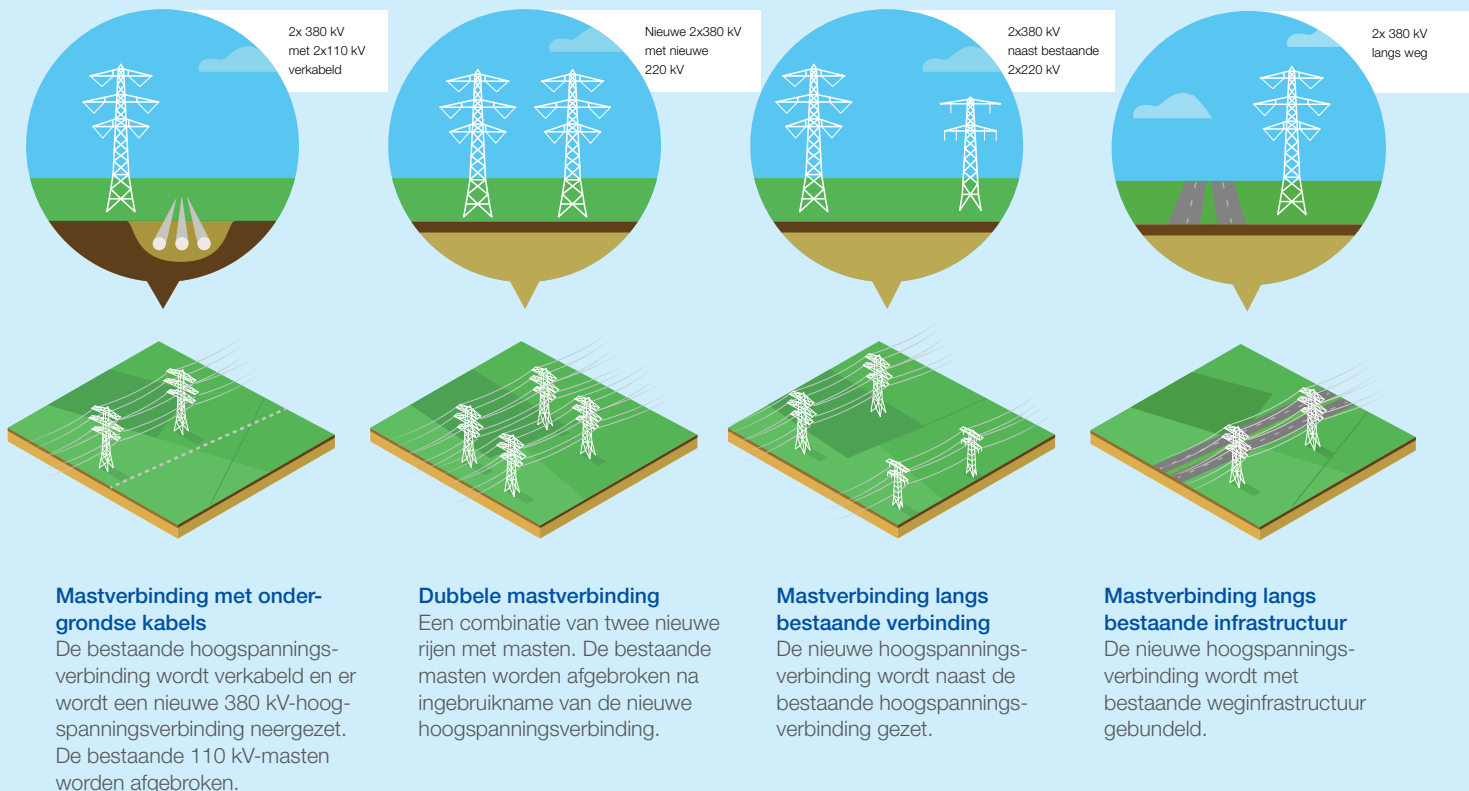 2x 380 kV
met 2x110 kV
verkabeld
Nieuwe 2x380 kV
met nieuwe
220 kV
2x380 kV
naast bestaande
2x220 kV
2x 380 kV
langs weg
Mastverbinding met onder-
grondse kabels
De bestaande hoogspannings-
verbinding wordt verkabeld en er
wordt een nieuwe 380 kV-hoog-
spanningsverbinding neergezet.
De bestaande 110 kV-masten
worden afgebroken.
Dubbele mastverbinding
Een combinatie van twee nieuwe
rijen met masten. De bestaande
masten worden afgebroken na
ingebruikname van de nieuwe
hoogspanningsverbinding.
Mastverbinding langs
bestaande verbinding
De nieuwe hoogspannings-
verbinding wordt naast de
bestaande hoogspannings-
verbinding gezet.
Mastverbinding langs
bestaande infrastructuur
De nieuwe hoogspannings-
verbinding wordt met
bestaande weginfrastructuur
gebundeld.